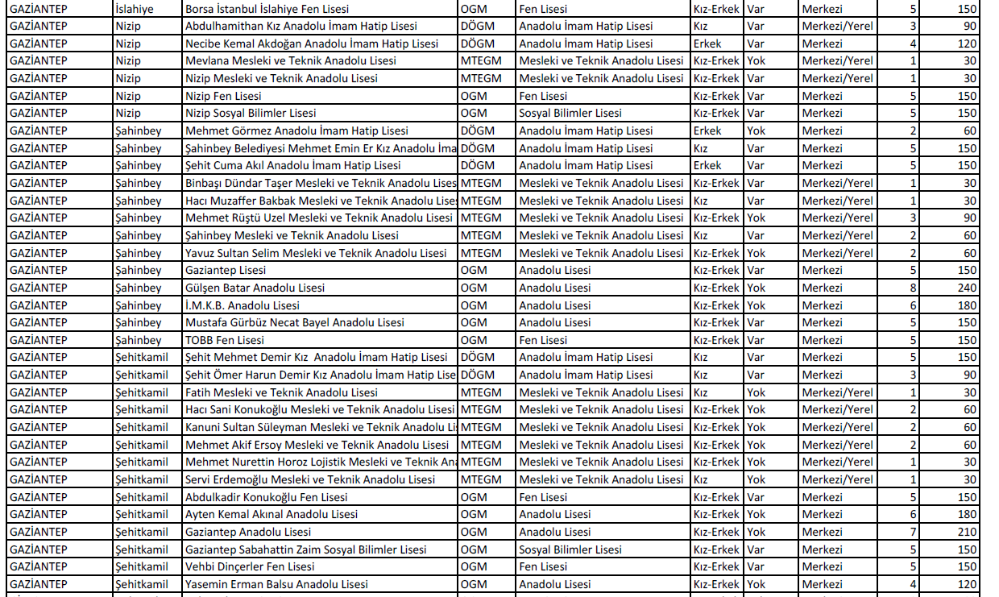 GAZİANTEP İslahiye Borsa İstanbul İslahiye Fen Lisesi OGM Fen Lisesi Kız-Erkek Var Merkezi 5 150
GAZİANTEP Nizip Abdulhamithan Kız Anadolu İmam Hatip Lisesi DÖGM Anadolu İmam Hatip Lisesi Kız Var Merkezi/Yerel 3 90
GAZİANTEP Nizip Necibe Kemal Akdoğan Anadolu İmam Hatip Lisesi DÖGM Anadolu İmam Hatip Lisesi Erkek Var Merkezi 4 120
GAZİANTEP Nizip Mevlana Mesleki ve Teknik Anadolu Lisesi MTEGM Mesleki ve Teknik Anadolu Lisesi Kız-Erkek Yok Merkezi/Yerel 1 30
GAZİANTEP Nizip Nizip Mesleki ve Teknik Anadolu Lisesi MTEGM Mesleki ve Teknik Anadolu Lisesi Kız-Erkek Var Merkezi/Yerel 1 30
GAZİANTEP Nizip Nizip Fen Lisesi OGM Fen Lisesi Kız-Erkek Var Merkezi 5 150
GAZİANTEP Nizip Nizip Sosyal Bilimler Lisesi OGM Sosyal Bilimler Lisesi Kız-Erkek Var Merkezi 5 150
GAZİANTEP Şahinbey Mehmet Görmez Anadolu İmam Hatip Lisesi DÖGM Anadolu İmam Hatip Lisesi Erkek Yok Merkezi 2 60
GAZİANTEP Şahinbey Şahinbey Belediyesi Mehmet Emin Er Kız Anadolu İma DÖGM Anadolu İmam Hatip Lisesi Kız Var Merkezi 5 150
GAZİANTEP Şahinbey Şehit Cuma Akıl Anadolu İmam Hatip Lisesi DÖGM Anadolu İmam Hatip Lisesi Erkek Var Merkezi 5 150
GAZİANTEP Şahinbey Binbaşı Dündar Taşer Mesleki ve Teknik Anadolu Lises MTEGM Mesleki ve Teknik Anadolu Lisesi Kız-Erkek Var Merkezi/Yerel 1 30
GAZİANTEP Şahinbey Hacı Muzaffer Bakbak Mesleki ve Teknik Anadolu Lises MTEGM Mesleki ve Teknik Anadolu Lisesi Kız Var Merkezi/Yerel 1 30
GAZİANTEP Şahinbey Mehmet Rüştü Uzel Mesleki ve Teknik Anadolu Lisesi MTEGM Mesleki ve Teknik Anadolu Lisesi Kız-Erkek Yok Merkezi/Yerel 3 90
GAZİANTEP Şahinbey Şahinbey Mesleki ve Teknik Anadolu Lisesi MTEGM Mesleki ve Teknik Anadolu Lisesi Kız Var Merkezi/Yerel 2 60
GAZİANTEP Şahinbey Yavuz Sultan Selim Mesleki ve Teknik Anadolu Lisesi MTEGM Mesleki ve Teknik Anadolu Lisesi Kız-Erkek Yok Merkezi/Yerel 2 60
GAZİANTEP Şahinbey Gaziantep Lisesi OGM Anadolu Lisesi Kız-Erkek Var Merkezi 5 150
GAZİANTEP Şahinbey Gülşen Batar Anadolu Lisesi OGM Anadolu Lisesi Kız-Erkek Yok Merkezi 8 240
GAZİANTEP Şahinbey İ.M.K.B. Anadolu Lisesi OGM Anadolu Lisesi Kız-Erkek Yok Merkezi 6 180
GAZİANTEP Şahinbey Mustafa Gürbüz Necat Bayel Anadolu Lisesi OGM Anadolu Lisesi Kız-Erkek Var Merkezi 5 150
GAZİANTEP Şahinbey TOBB Fen Lisesi OGM Fen Lisesi Kız-Erkek Var Merkezi 5 150
GAZİANTEP Şehitkamil Şehit Mehmet Demir Kız Anadolu İmam Hatip Lisesi DÖGM Anadolu İmam Hatip Lisesi Kız Var Merkezi 5 150
GAZİANTEP Şehitkamil Şehit Ömer Harun Demir Kız Anadolu İmam Hatip Lise DÖGM Anadolu İmam Hatip Lisesi Kız Var Merkezi 3 90
GAZİANTEP Şehitkamil Fatih Mesleki ve Teknik Anadolu Lisesi MTEGM Mesleki ve Teknik Anadolu Lisesi Kız Yok Merkezi/Yerel 1 30
GAZİANTEP Şehitkamil Hacı Sani Konukoğlu Mesleki ve Teknik Anadolu Lisesi MTEGM Mesleki ve Teknik Anadolu Lisesi Kız-Erkek Yok Merkezi/Yerel 2 60
GAZİANTEP Şehitkamil Kanuni Sultan Süleyman Mesleki ve Teknik Anadolu Lis MTEGM Mesleki ve Teknik Anadolu Lisesi Kız-Erkek Yok Merkezi/Yerel 2 60
GAZİANTEP Şehitkamil Mehmet Akif Ersoy Mesleki ve Teknik Anadolu Lisesi MTEGM Mesleki ve Teknik Anadolu Lisesi Kız-Erkek Yok Merkezi/Yerel 2 60
GAZİANTEP Şehitkamil Mehmet Nurettin Horoz Lojistik Mesleki ve Teknik Ana MTEGM Mesleki ve Teknik Anadolu Lisesi Kız-Erkek Yok Merkezi/Yerel 1 30
GAZİANTEP Şehitkamil Servi Erdemoğlu Mesleki ve Teknik Anadolu Lisesi MTEGM Mesleki ve Teknik Anadolu Lisesi Kız Yok Merkezi/Yerel 1 30
GAZİANTEP Şehitkamil Abdulkadir Konukoğlu Fen Lisesi OGM Fen Lisesi Kız-Erkek Var Merkezi 5 150
GAZİANTEP Şehitkamil Ayten Kemal Akınal Anadolu Lisesi OGM Anadolu Lisesi Kız-Erkek Yok Merkezi 6 180
GAZİANTEP Şehitkamil Gaziantep Anadolu Lisesi OGM Anadolu Lisesi Kız-Erkek Yok Merkezi 7 210
GAZİANTEP Şehitkamil Gaziantep Sabahattin Zaim Sosyal Bilimler Lisesi OGM Sosyal Bilimler Lisesi Kız-Erkek Var Merkezi 5 150
GAZİANTEP Şehitkamil Vehbi Dinçerler Fen Lisesi OGM Fen Lisesi Kız-Erkek Var Merkezi 5 150
GAZİANTEP Şehitkamil Yasemin Erman Balsu Anadolu Lisesi OGM Anadolu Lisesi Kız-Erkek Yok Merkezi 4 120